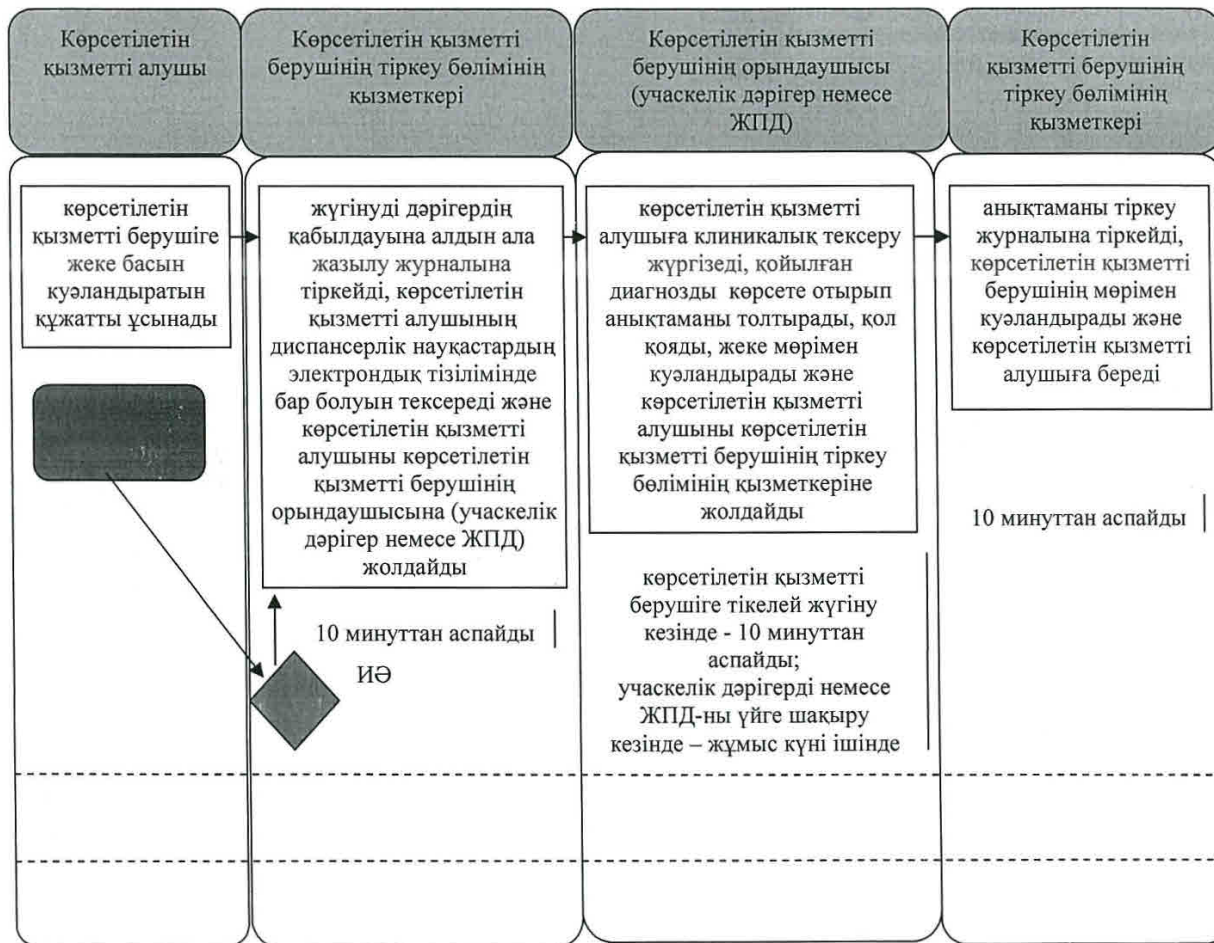 Көрсетілетін
қызметті алушы
Көрсетілетін қызметті
берушінің тіркеу бөлімінің
қызметкері
Көрсетілетін қызметті
берушінің орындаушысы
(учаскелік дәрігер немесе
ЖПД)
Көрсетілетін
қызметті берушінің
тіркеу бөлімінің
қызметкері
көрсетілетін
қызметті берушіге
жеке басын
куәландыратын
құжатты ұсынады
жүгінуді дәрігердің
қабылдауына алдын ала
жазылу журналына
тіркейді, көрсетілетін
қызметті алушының
диспансерлік науқастардың
электрондық тізілімінде
бар болуын тексереді және
көрсетілетін қызметті
алушыны көрсетілетін
қызметті берушінің
орындаушысына (учаскелік
дәрігер немесе ЖПД)
жолдайды
10 минуттан аспайды
ИӘ
көрсетілетін қызметті
алушыға клиникалық тексеру
жүргізеді, қойылған
диагнозды көрсете отырып
анықтаманы толтырады, қол
қояды, жеке мөрімен
куәландырады және
көрсетілетін қызметті
алушыны көрсетілетін
қызметті берушінің тіркеу
бөлімінің қызметкеріне
жолдайды
көрсетілетін қызметті
берушіге тікелей жүгіну
кезінде - 10 минуттан
аспайды;
учаскелік дәрігерді немесе
ЖПД-ны үйге шақыру
кезінде – жұмыс күні ішінде
анықтаманы тіркеу
журналына тіркейді,
көрсетілетін қызметті
берушінің мөрімен
куәландырады және
көрсетілетін қызметті
алушыға береді
10 минуттан аспайды